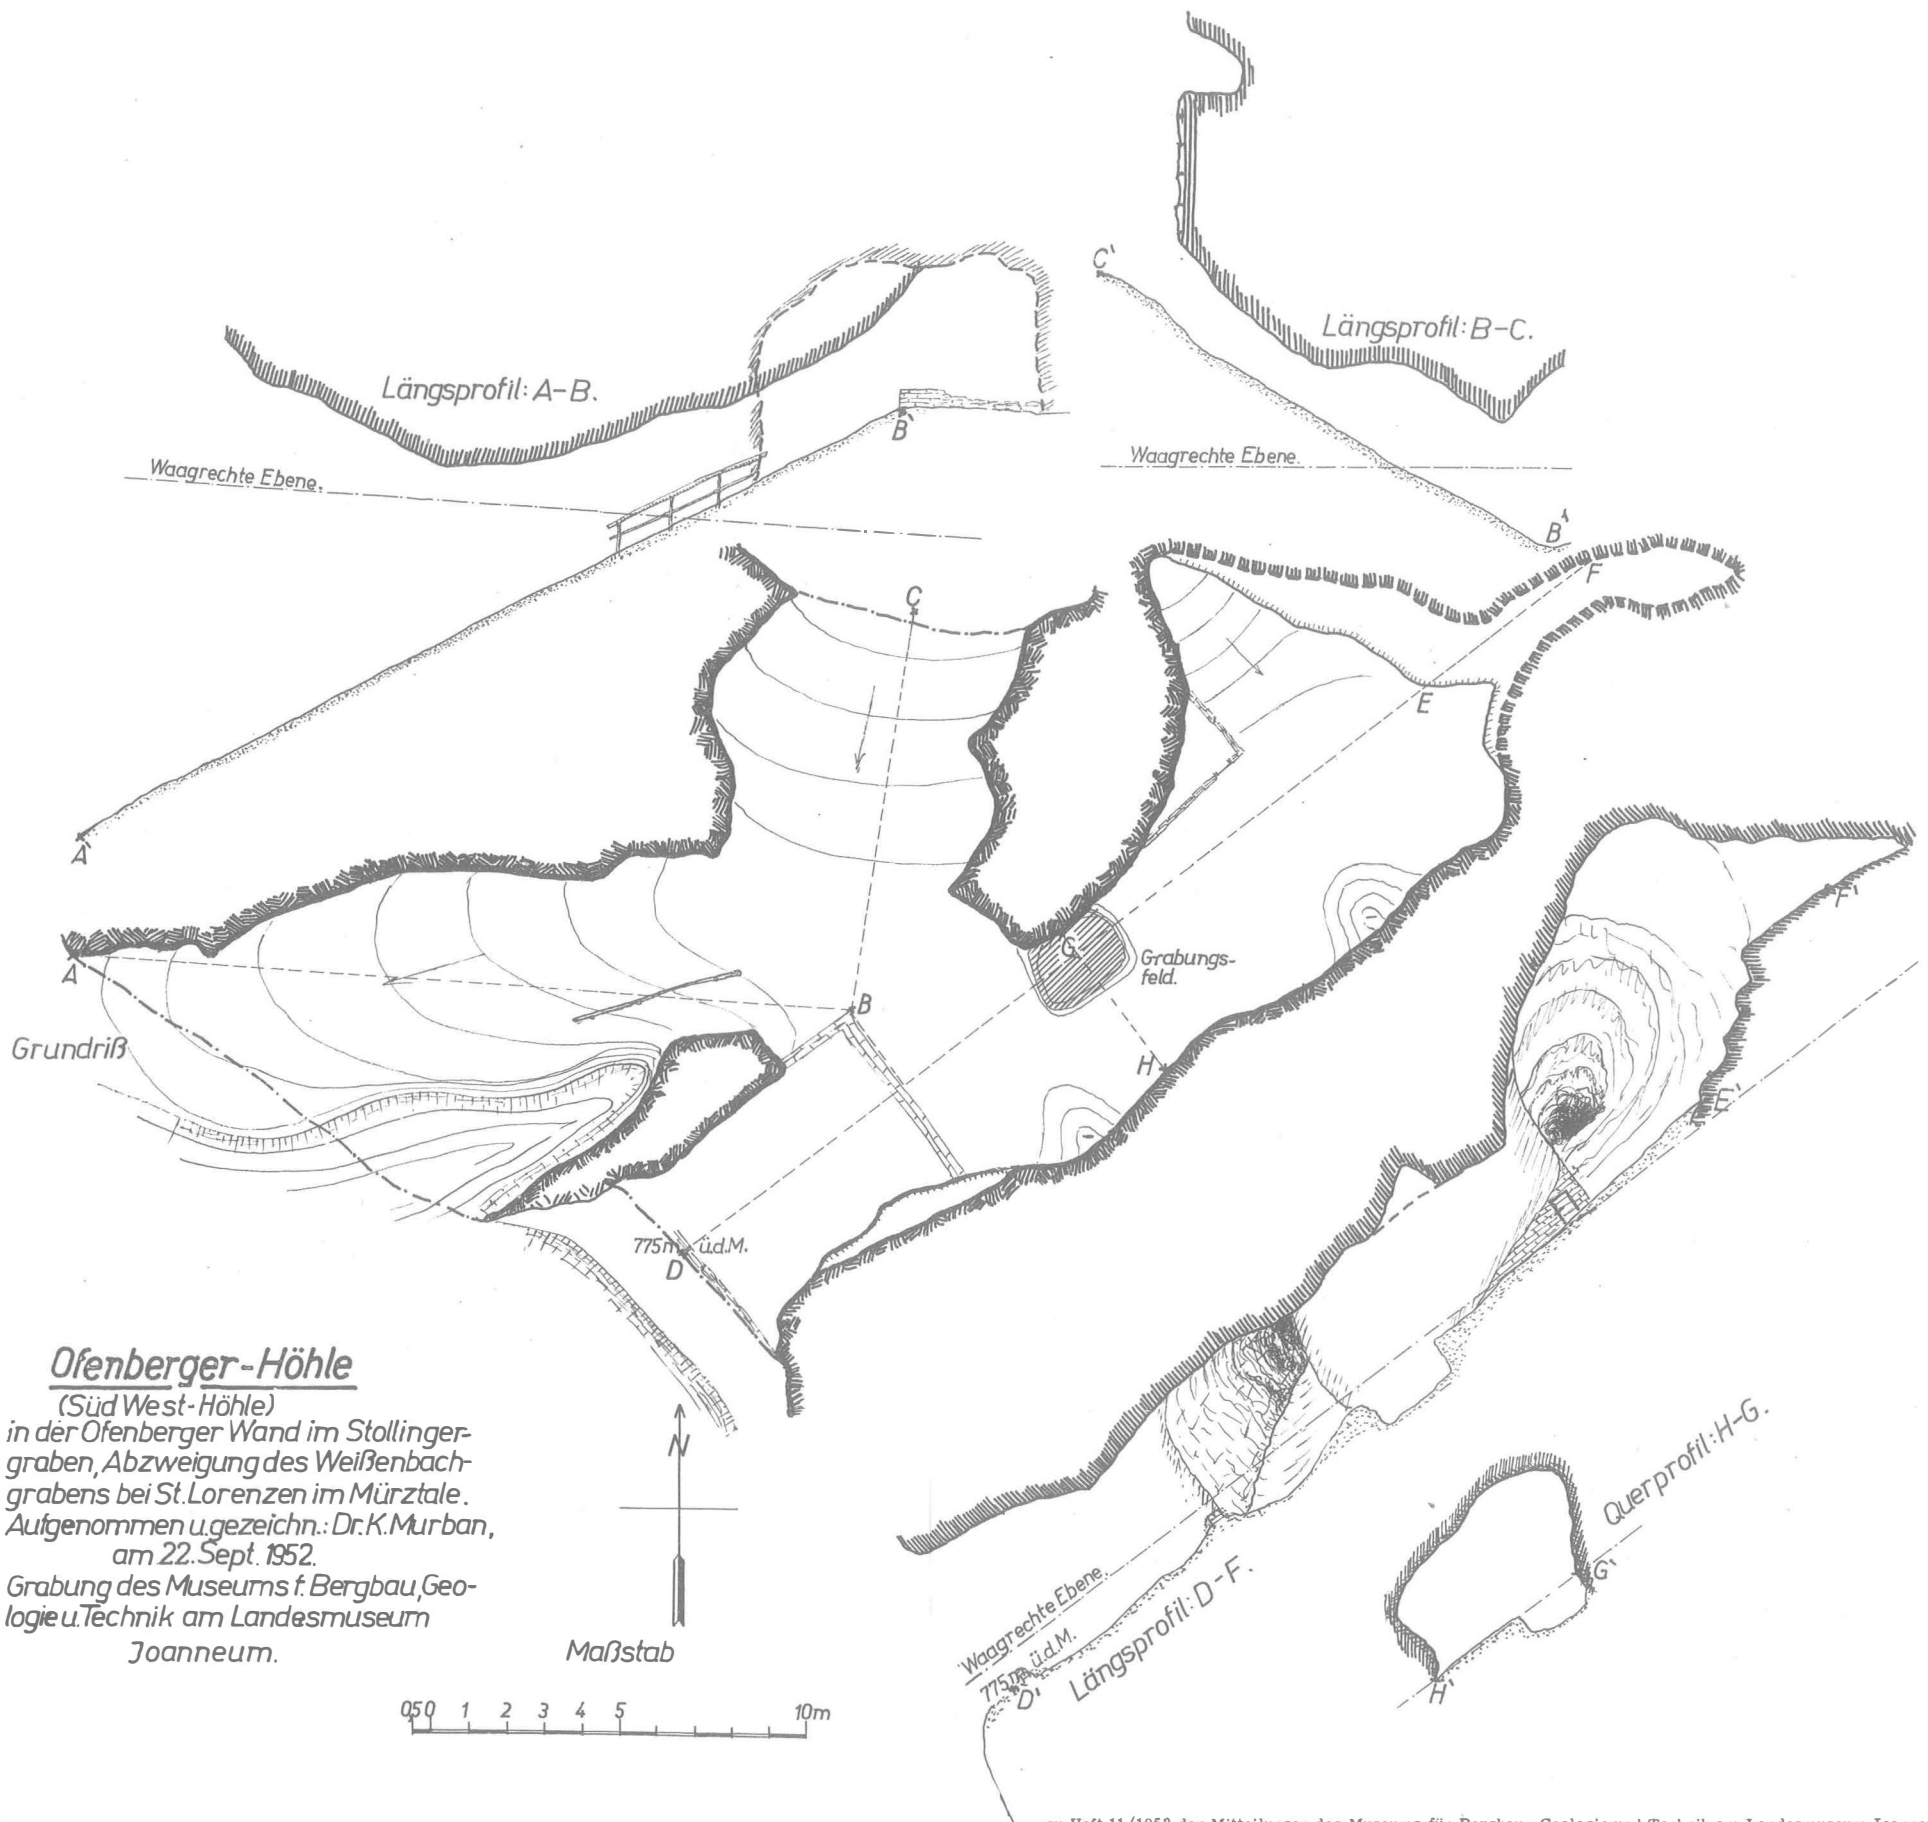 C'
Längsprofil: B-C.
Längsprofil: A-B.
B'
Waagrechte Ebene.
Waagrechte Ebene.
B'
F
C
E
A'
A
G
Grabungs-
feld.
B
H
Grundriß
775m ü.d.M.
D
F'
E'
Ofenberger-Höhle
(Süd West-Höhle)
in der Ofenberger Wand im Stollinger-
graben, Abzweigung des Weißenbach-
grabens bei St. Lorenzen im Mürztale.
Aufgenommen u. gezeichn.: Dr. K. Murban,
am 22. Sept. 1952.
Grabung des Museums f. Bergbau, Geo-
logie u. Technik am Landesmuseum
Joanneum.
N
Maßstab
0,50 1 2 3 4 5 10m
Querprofil: H-G.
G'
H'
Waagrechte Ebene.
775m ü.d.M.
D'
Längsprofil: D-F.